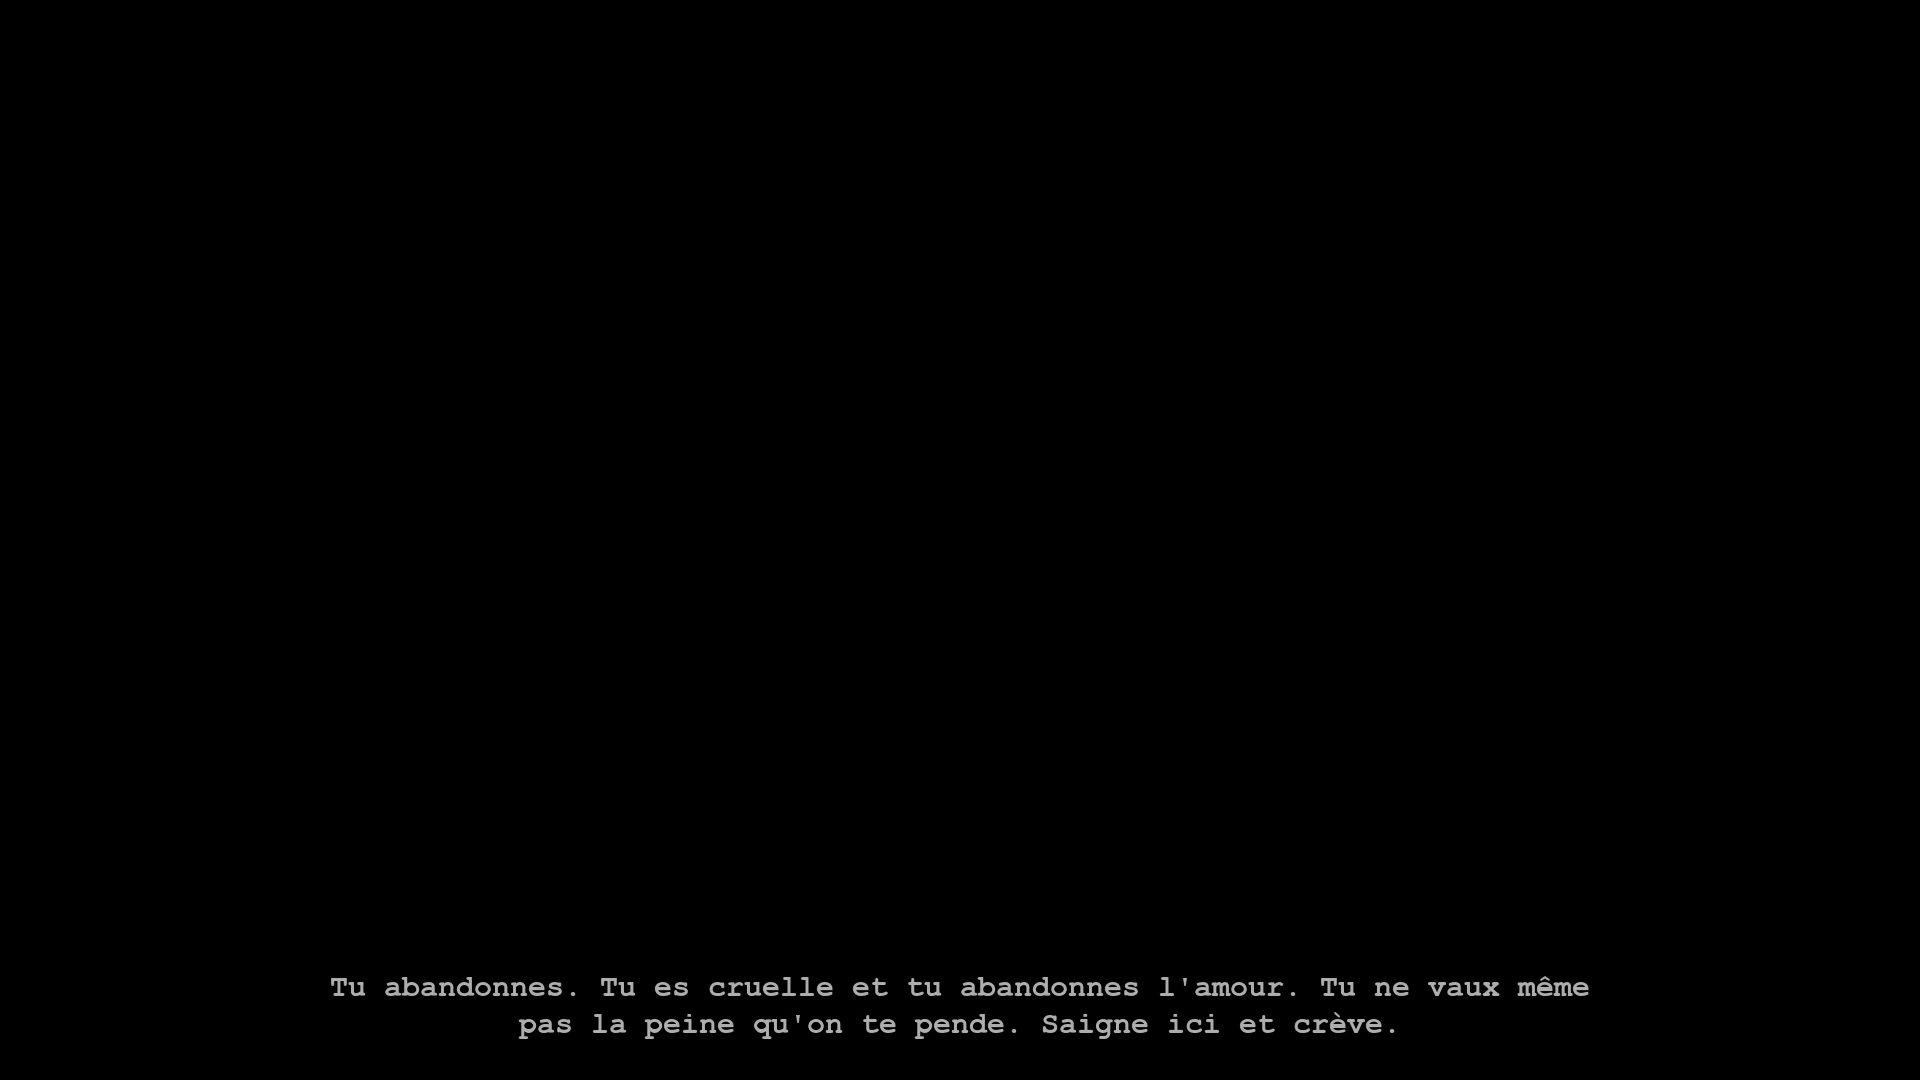 Tu abandonnes. Tu es cruelle et tu abandonnes l'amour. Tu ne vaux même
pas la peine qu'on te pende. Saigne ici et crève.